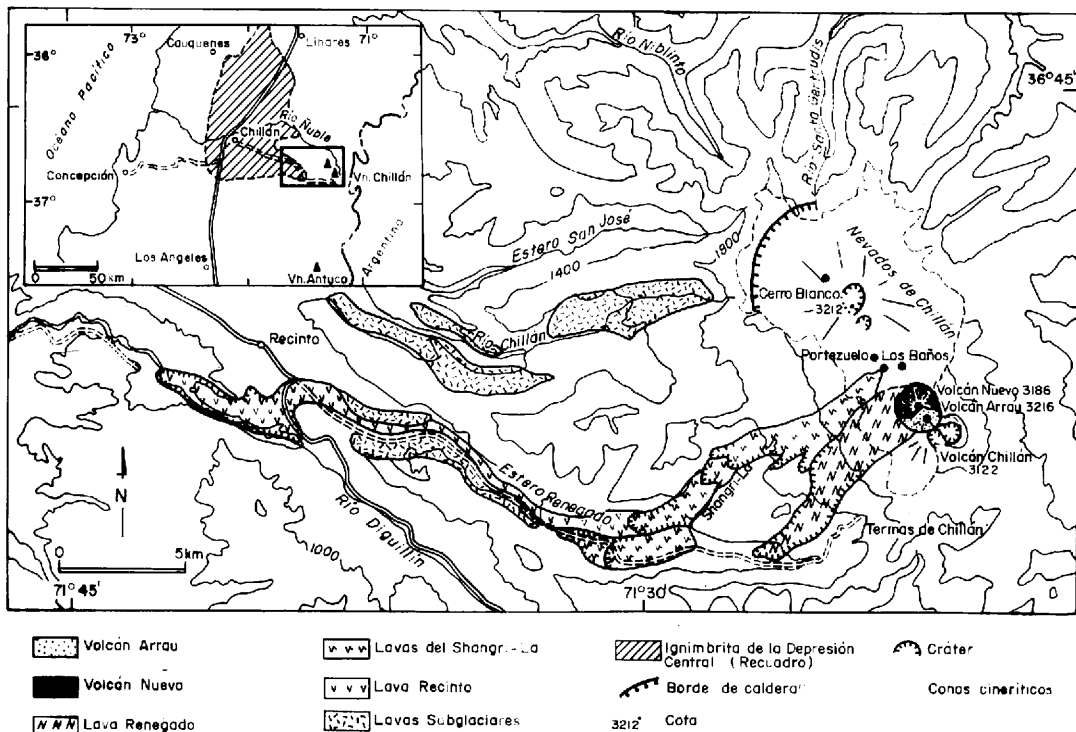 73°
71°
Cauquenes
Linares
36°
Océano Pacífico
Río Ñuble
Chillán
Concepción
Vn. Chillán
37°
Los Angeles
Vn. Antuco
Argentina
0 50 km
Río Niblinto
Río Santa Gertrudis
36°45'
Estero San José
1400
1800
Nevados de Chillán
Cerro Blanco
3212
Río Chillán
Recinto
Portezuelo
Los Baños
Volcán Nuevo 3186
Volcán Array 3216
Volcán Chillán
3122
Estero Renegado
Shangri-La
Río Diguillín
Termas de Chillán
N
1000
0 5km
71°45'
71°30'
Volcán Arrau
Volcán Nuevo
Lava Renegado
Lavas del Shangri-La
Lava Recinto
Lavas Subglaciares
Ignimbrita de la Depresión
Central (Recuadro)
Borde de caldera
3212° Cota
Cráter
Conos cineríticos